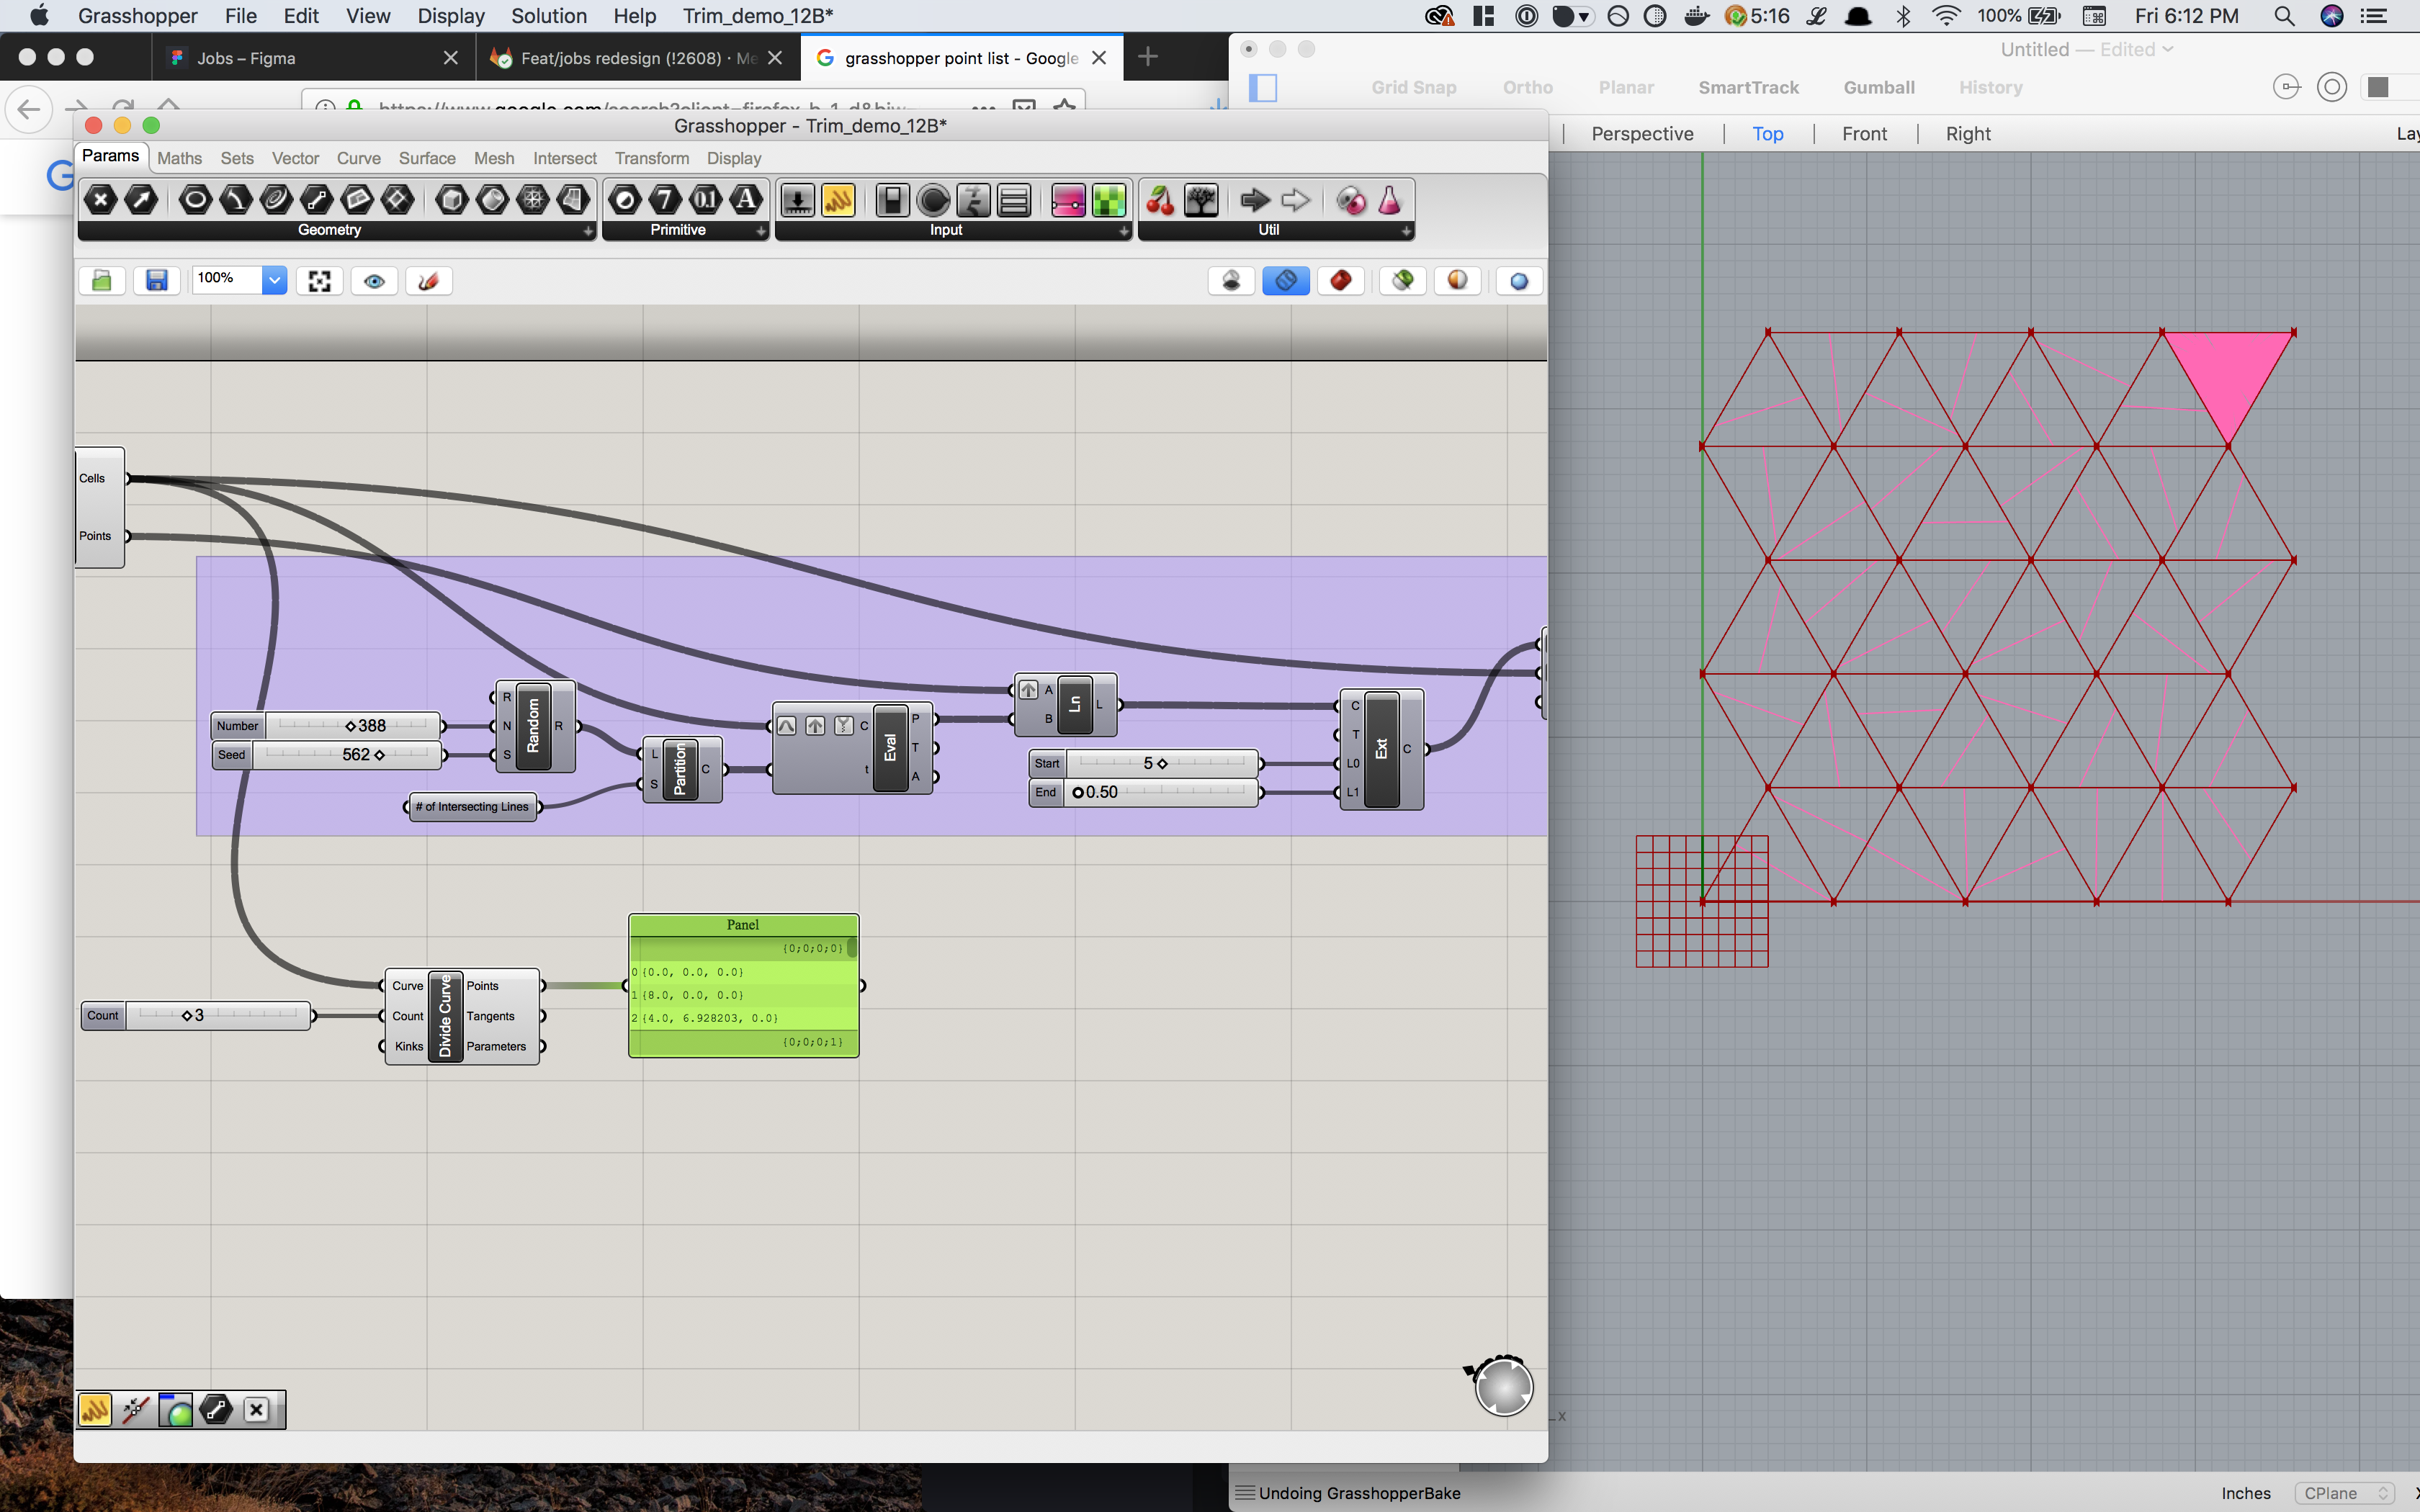 Grasshopper File Edit View Display Solution Help Trim_demo_12B* 5:16 100% Fri 6:12 PM
Jobs – Figma Feat/jobs redesign (!2608) · Me grasshopper point list - Google
Untitled — Edited
Grid Snap Ortho Planar SmartTrack Gumball History
Grasshopper - Trim_demo_12B*
Perspective Top Front Right Lay
Params Maths Sets Vector Curve Surface Mesh Intersect Transform Display
Geometry Primitive Input Util
100%
Cells
Points
Number 388
Seed 562
R
N
S
Random
R
# of Intersecting Lines
L
S
Partition
C
C
t
Eval
P
T
A
A
B
Ln
L
Start 5
End 0.50
C
T
L0
L1
Ext
C
Count 3
Curve
Count
Kinks
Divide Curve
Points
Tangents
Parameters
Panel
{0;0;0;0}
0 {0.0, 0.0, 0.0}
1 {8.0, 0.0, 0.0}
2 {4.0, 6.928203, 0.0}
{0;0;0;1}
x
Undoing GrasshopperBake Inches CPlane